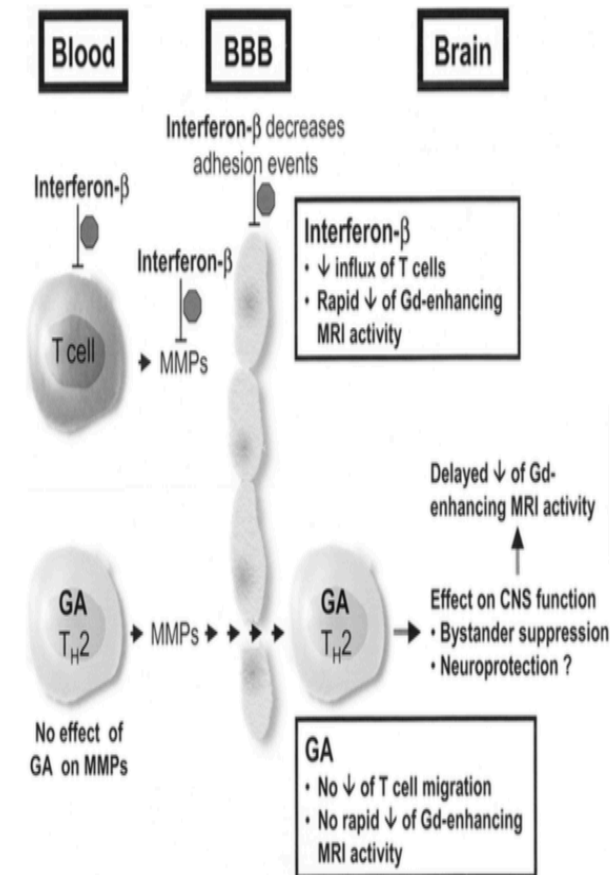 Blood
BBB
Brain
Interferon-β decreases
adhesion events
Interferon-β
Interferon-β
T cell
MMPs
Interferon-β
• ↓ influx of T cells
• Rapid ↓ of Gd-enhancing
MRI activity
Delayed ↓ of Gd-
enhancing MRI activity
GA
TH2
MMPs
GA
TH2
Effect on CNS function
• Bystander suppression
• Neuroprotection ?
No effect of
GA on MMPs
GA
• No ↓ of T cell migration
• No rapid ↓ of Gd-enhancing
MRI activity